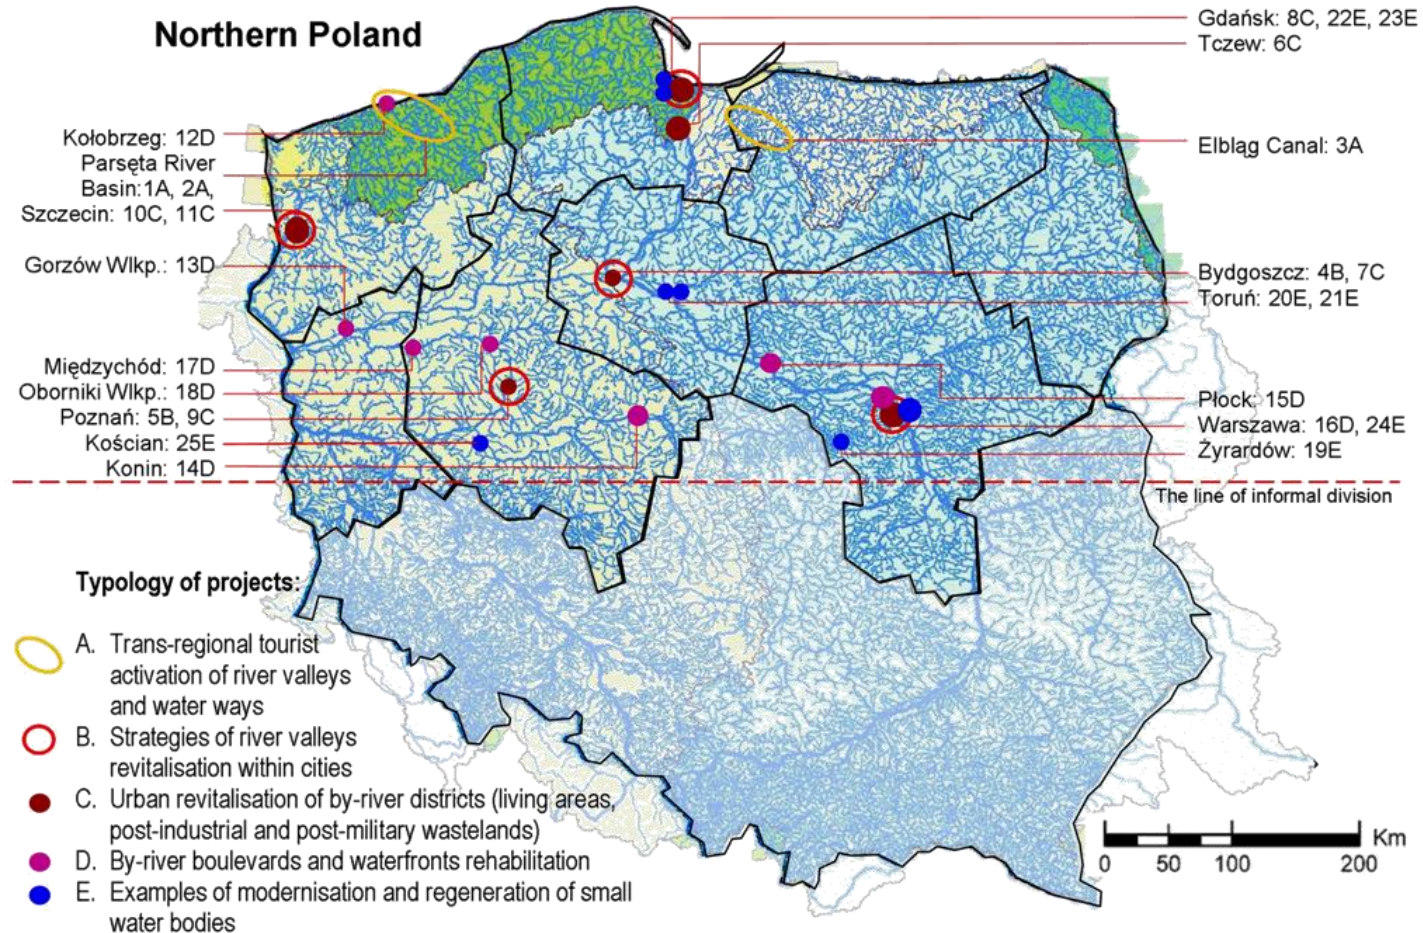 Northern Poland
Gdańsk: 8C, 22E, 23E
Tczew: 6C
Kołobrzeg: 12D
Parsęta River
Basin:1A, 2A,
Szczecin: 10C, 11C
Gorzów Wlkp.: 13D
Elbląg Canal: 3A
Bydgoszcz: 4B, 7C
Toruń: 20E, 21E
Międzychód: 17D
Oborniki Wlkp.: 18D
Poznań: 5B, 9C
Kościan: 25E
Konin: 14D
Płock: 15D
Warszawa: 16D, 24E
Żyrardów: 19E
The line of informal division
Typology of projects:
A. Trans-regional tourist
activation of river valleys
and water ways
B. Strategies of river valleys
revitalisation within cities
C. Urban revitalisation of by-river districts (living areas,
post-industrial and post-military wastelands)
D. By-river boulevards and waterfronts rehabilitation
E. Examples of modernisation and regeneration of small
water bodies
Km
0 50 100 200